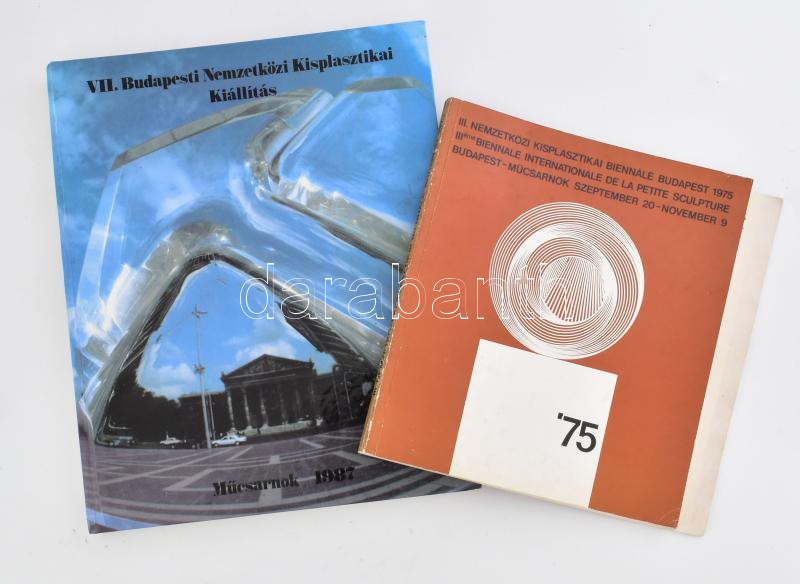 VII. Budapesti Nemzetközi Kisplasztikai
Kiállítás
Műcsarnok 1987
III. NEMZETKÖZI KISPLASZTIKAI BIENNÁLE BUDAPEST 1975
IIIème BIENNALE INTERNATIONALE DE LA PETITE SCULPTURE
BUDAPEST-MŰCSARNOK SZEPTEMBER 20-NOVEMBER 9
'75
darabanth